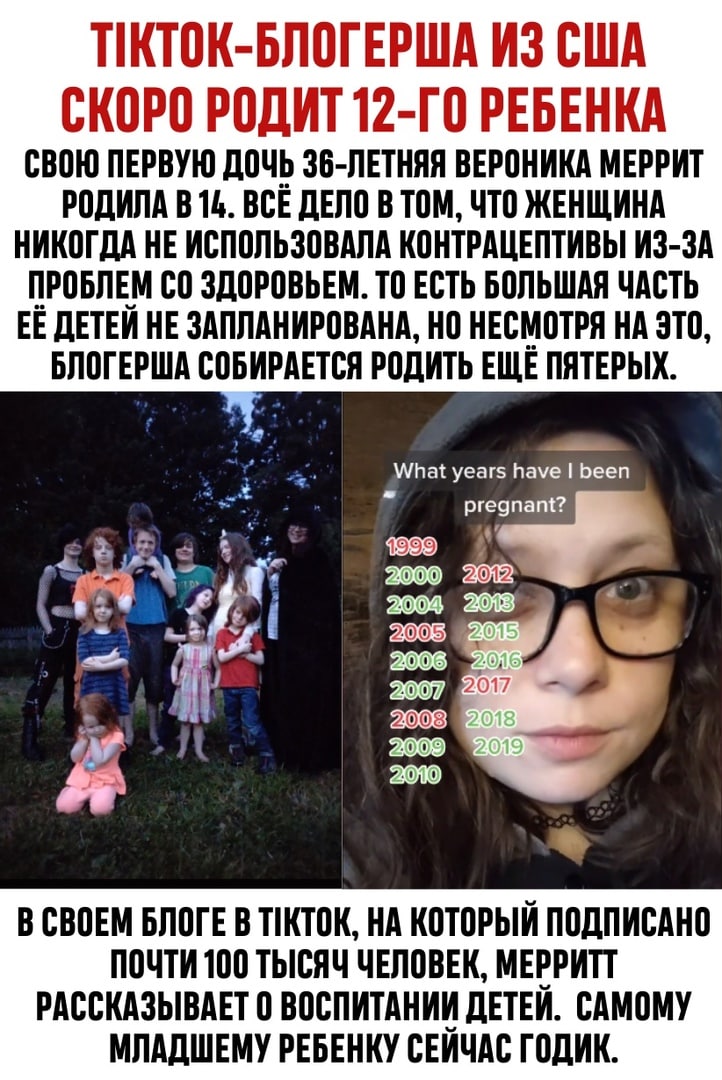 ТІКТОК-БЛОГЕРША ИЗ США
СКОРО РОДИТ 12-ГО РЕБЕНКА
СВОЮ ПЕРВУЮ ДОЧЬ 36-ЛЕТНЯЯ ВЕРОНИКА МЕРРИТ
РОДИЛА В 14. ВСЁ ДЕЛО В ТОМ, ЧТО ЖЕНЩИНА
НИКОГДА НЕ ИСПОЛЬЗОВАЛА КОНТРАЦЕПТИВЫ ИЗ-ЗА
ПРОБЛЕМ СО ЗДОРОВЬЕМ. ТО ЕСТЬ БОЛЬШАЯ ЧАСТЬ
ЕЁ ДЕТЕЙ НЕ ЗАПЛАНИРОВАНА, НО НЕСМОТРЯ НА ЭТО,
БЛОГЕРША СОБИРАЕТСЯ РОДИТЬ ЕЩЁ ПЯТЕРЫХ.
What years have I been
pregnant?
1999
2000
2004
2005
2006
2007
2008
2009
2010
2012
2013
2015
2016
2017
2018
2019
В СВОЕМ БЛОГЕ В ТІКТОК, НА КОТОРЫЙ ПОДПИСАНО
ПОЧТИ 100 ТЫСЯЧ ЧЕЛОВЕК, МЕРРИТТ
РАССКАЗЫВАЕТ О ВОСПИТАНИИ ДЕТЕЙ. САМОМУ
МЛАДШЕМУ РЕБЕНКУ СЕЙЧАС ГОДИК.